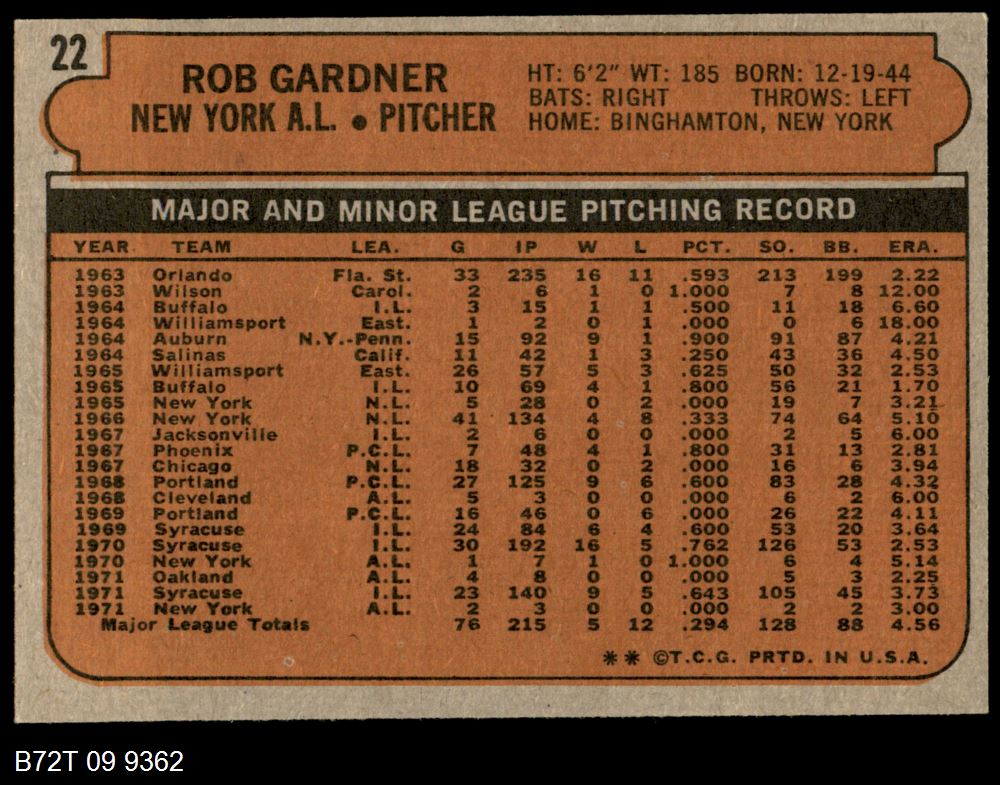 22
ROB GARDNER
NEW YORK A.L. ● PITCHER
HT: 6'2" WT: 185 BORN: 12-19-44
BATS: RIGHT THROWS: LEFT
HOME: BINGHAMTON, NEW YORK
MAJOR AND MINOR LEAGUE PITCHING RECORD
YEAR TEAM LEA. G IP W L PCT. SO. BB. ERA.
1963 Orlando Fla. St. 33 235 16 11 .593 213 199 2.22
1963 Wilson Carol. 2 6 1 0 1.000 7 8 12.00
1964 Buffalo I.L. 3 15 1 1 .500 11 18 6.60
1964 Williamsport East. 1 2 0 1 .000 0 6 18.00
1964 Auburn N.Y.-Penn. 15 92 9 1 .900 91 87 4.21
1964 Salinas Calif. 11 42 1 3 .250 43 36 4.50
1965 Williamsport East. 26 57 5 3 .625 50 32 2.53
1965 Buffalo I.L. 10 69 4 1 .800 56 21 1.70
1965 New York N.L. 5 28 0 2 .000 19 7 3.21
1966 New York N.L. 41 134 4 8 .333 74 64 5.10
1967 Jacksonville I.L. 2 6 0 0 .000 2 5 6.00
1967 Phoenix P.C.L. 7 48 4 1 .800 31 13 2.81
1967 Chicago N.L. 18 32 0 2 .000 16 6 3.94
1968 Portland P.C.L. 27 125 9 6 .600 83 28 4.32
1968 Cleveland A.L. 5 3 0 0 .000 6 2 6.00
1969 Portland P.C.L. 16 46 0 6 .000 26 22 4.11
1969 Syracuse I.L. 24 84 6 4 .600 53 20 3.64
1970 Syracuse I.L. 30 192 16 5 .762 126 53 2.53
1970 New York A.L. 1 7 1 0 1.000 6 4 5.14
1971 Oakland A.L. 4 8 0 0 .000 5 3 2.25
1971 Syracuse I.L. 23 140 9 5 .643 105 45 3.73
1971 New York A.L. 2 3 0 0 .000 2 2 3.00
Major League Totals 76 215 5 12 .294 128 88 4.56
** ©T.C.G. PRTD. IN U.S.A.
B72T 09 9362